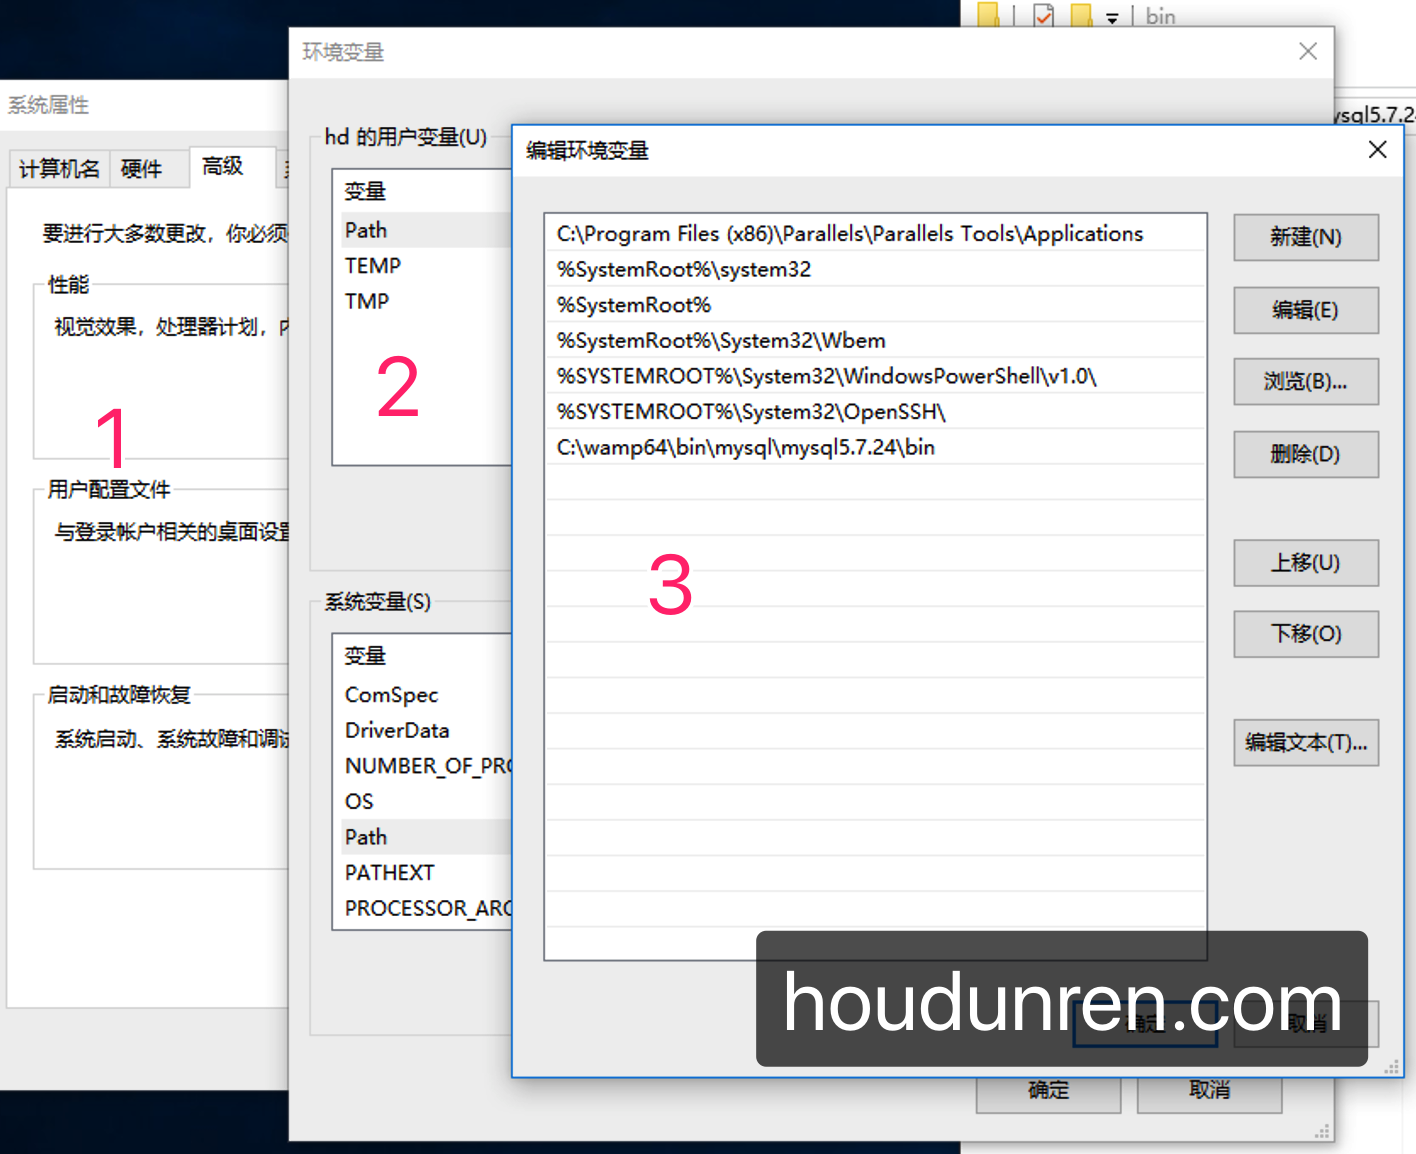 bin
环境变量
ysql5.7.2
系统属性
hd 的用户变量(U)
编辑环境变量
计算机名
硬件
高级
变量
Path
TEMP
TMP
要进行大多数更改，你必须
性能
视觉效果，处理器计划，内
1
2
用户配置文件
与登录帐户相关的桌面设置
系统变量(S)
变量
ComSpec
DriverData
NUMBER_OF_PRO
OS
Path
PATHEXT
PROCESSOR_ARC
启动和故障恢复
系统启动、系统故障和调试
C:\Program Files (x86)\Parallels\Parallels Tools\Applications
%SystemRoot%\system32
%SystemRoot%
%SystemRoot%\System32\Wbem
%SYSTEMROOT%\System32\WindowsPowerShell\v1.0\
%SYSTEMROOT%\System32\OpenSSH\
C:\wamp64\bin\mysql\mysql5.7.24\bin
3
新建(N)
编辑(E)
浏览(B)...
删除(D)
上移(U)
下移(O)
编辑文本(T)...
houdunren.com
确定
取消
确定
取消